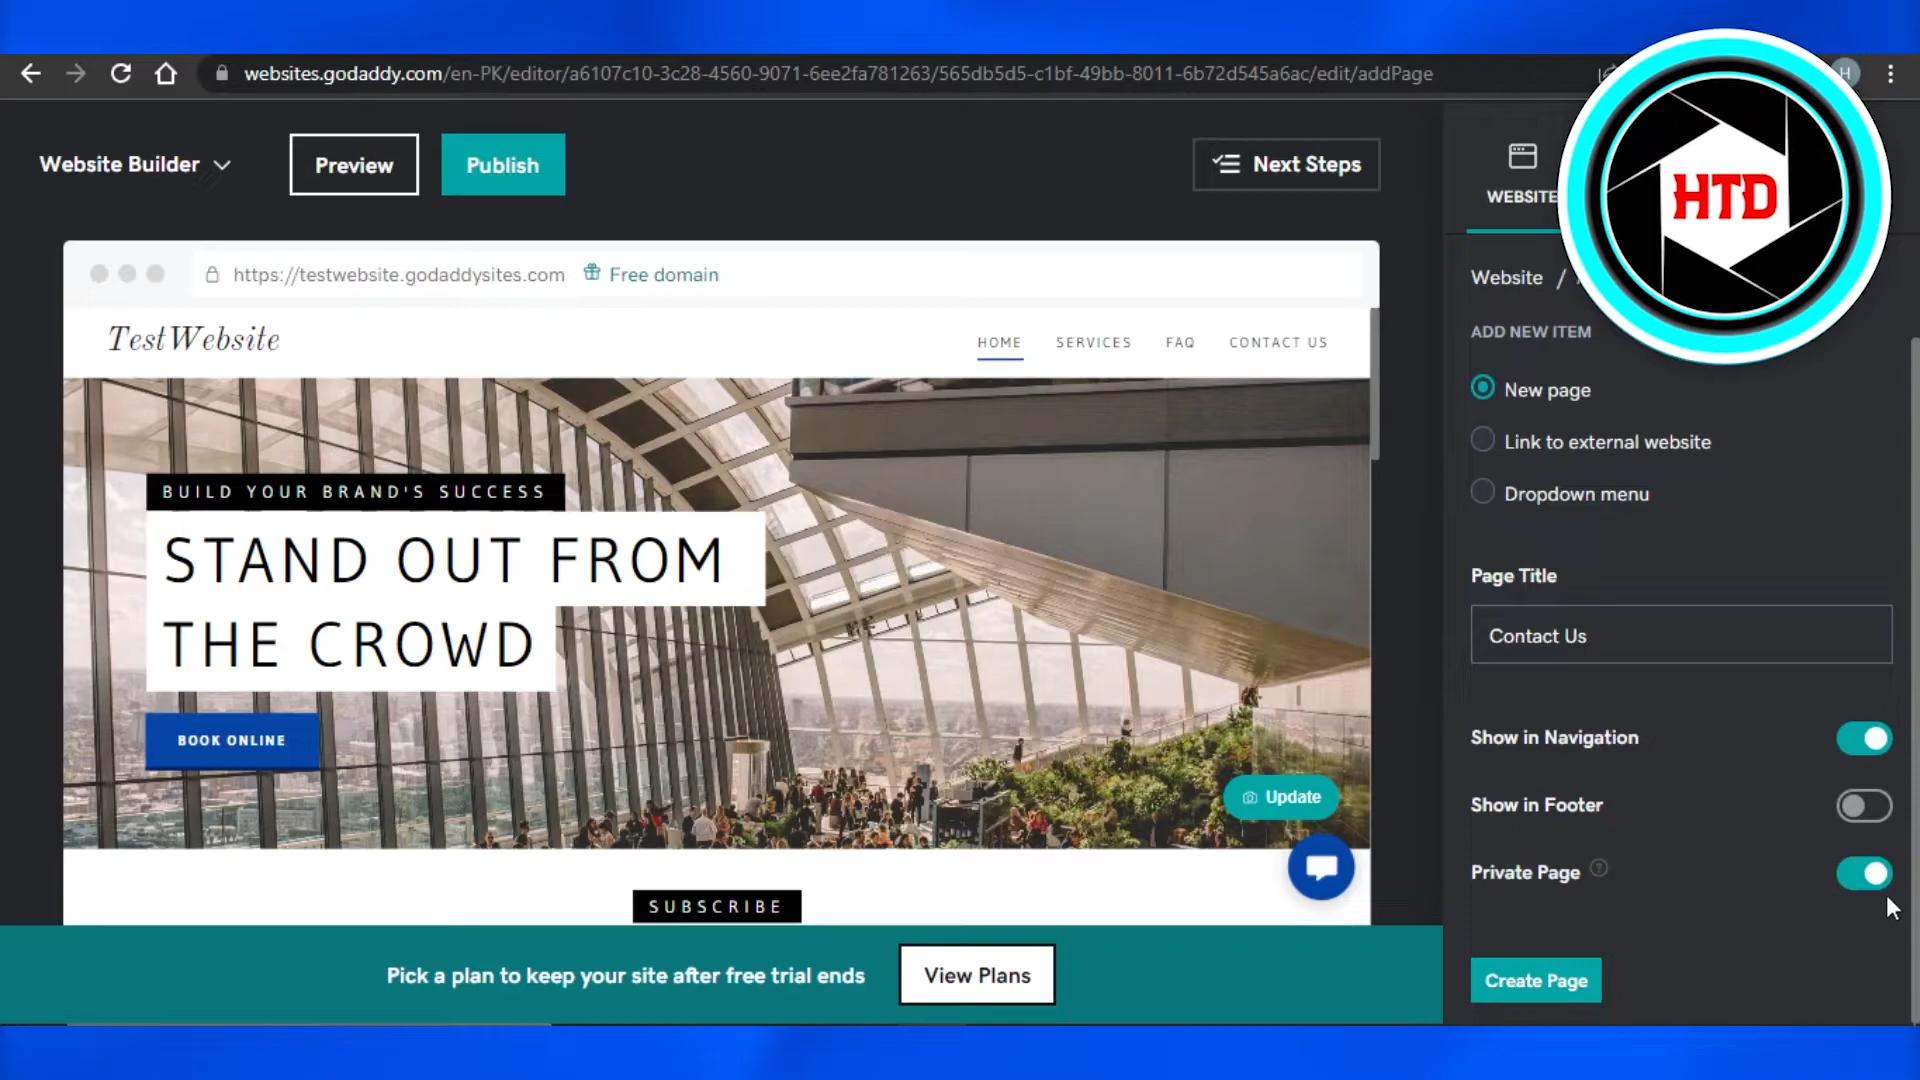 websites.godaddy.com/en-PK/editor/a6107c10-3c28-4560-9071-6ee2fa781263/565db5d5-c1bf-49bb-8011-6b72d545a6ac/edit/addPage
H
HTD
Website Builder
Preview
Publish
Next Steps
WEBSITE
https://testwebsite.godaddysites.com
Free domain
TestWebsite
HOME
SERVICES
FAQ
CONTACT US
BUILD YOUR BRAND'S SUCCESS
STAND OUT FROM
THE CROWD
BOOK ONLINE
Update
SUBSCRIBE
Pick a plan to keep your site after free trial ends
View Plans
Website /
ADD NEW ITEM
New page
Link to external website
Dropdown menu
Page Title
Contact Us
Show in Navigation
Show in Footer
Private Page ?
Create Page